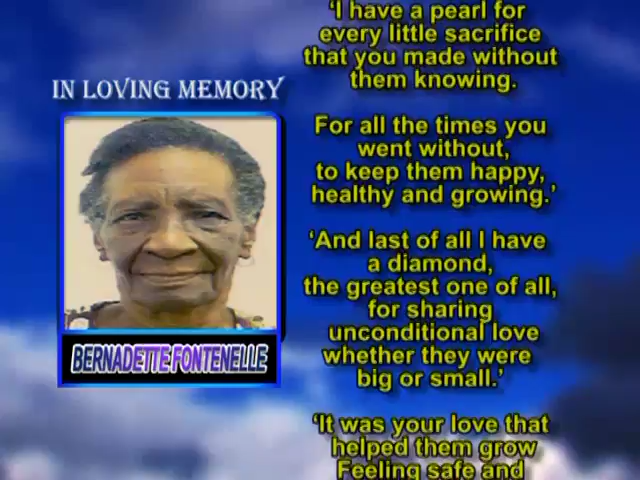 IN LOVING MEMORY
BERNADETTE FONTENELLE
‘I have a pearl for
every little sacrifice
that you made without
them knowing.
For all the times you
went without,
to keep them happy,
healthy and growing.’
‘And last of all I have
a diamond,
the greatest one of all,
for sharing
unconditional love
whether they were
big or small.’
‘It was your love that
helped them grow
Feeling safe and